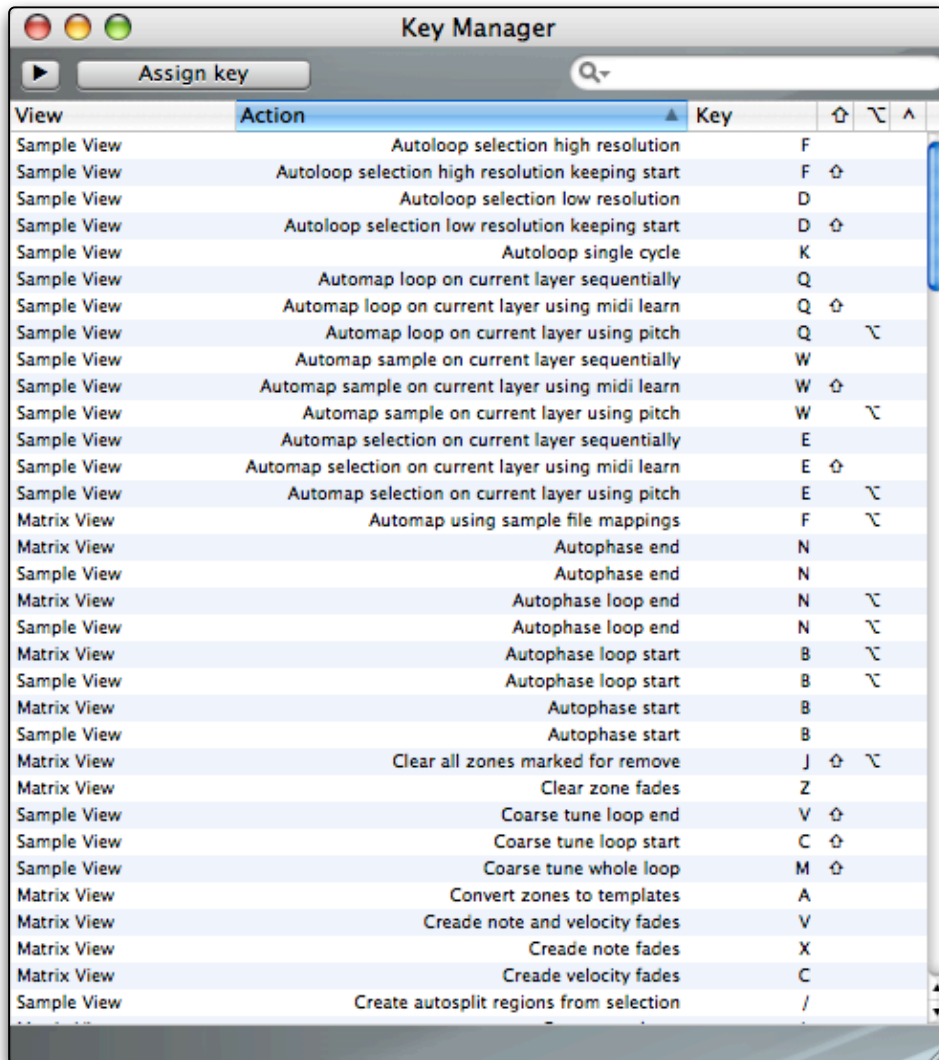 Key Manager
Assign key
View Action Key ⇧ ⌥ ^
Sample View Autoloop selection high resolution F
Sample View Autoloop selection high resolution keeping start F ⇧
Sample View Autoloop selection low resolution D
Sample View Autoloop selection low resolution keeping start D ⇧
Sample View Autoloop single cycle K
Sample View Automap loop on current layer sequentially Q
Sample View Automap loop on current layer using midi learn Q ⇧
Sample View Automap loop on current layer using pitch Q ⌥
Sample View Automap sample on current layer sequentially W
Sample View Automap sample on current layer using midi learn W ⇧
Sample View Automap sample on current layer using pitch W ⌥
Sample View Automap selection on current layer sequentially E
Sample View Automap selection on current layer using midi learn E ⇧
Sample View Automap selection on current layer using pitch E ⌥
Matrix View Automap using sample file mappings F ⌥
Matrix View Autophase end N
Sample View Autophase end N
Matrix View Autophase loop end N ⌥
Sample View Autophase loop end N ⌥
Matrix View Autophase loop start B ⌥
Sample View Autophase loop start B ⌥
Matrix View Autophase start B
Sample View Autophase start B
Matrix View Clear all zones marked for remove J ⇧ ⌥
Matrix View Clear zone fades Z
Sample View Coarse tune loop end V ⇧
Sample View Coarse tune loop start C ⇧
Sample View Coarse tune whole loop M ⇧
Matrix View Convert zones to templates A
Matrix View Creade note and velocity fades V
Matrix View Creade note fades X
Matrix View Creade velocity fades C
Sample View Create autosplit regions from selection /